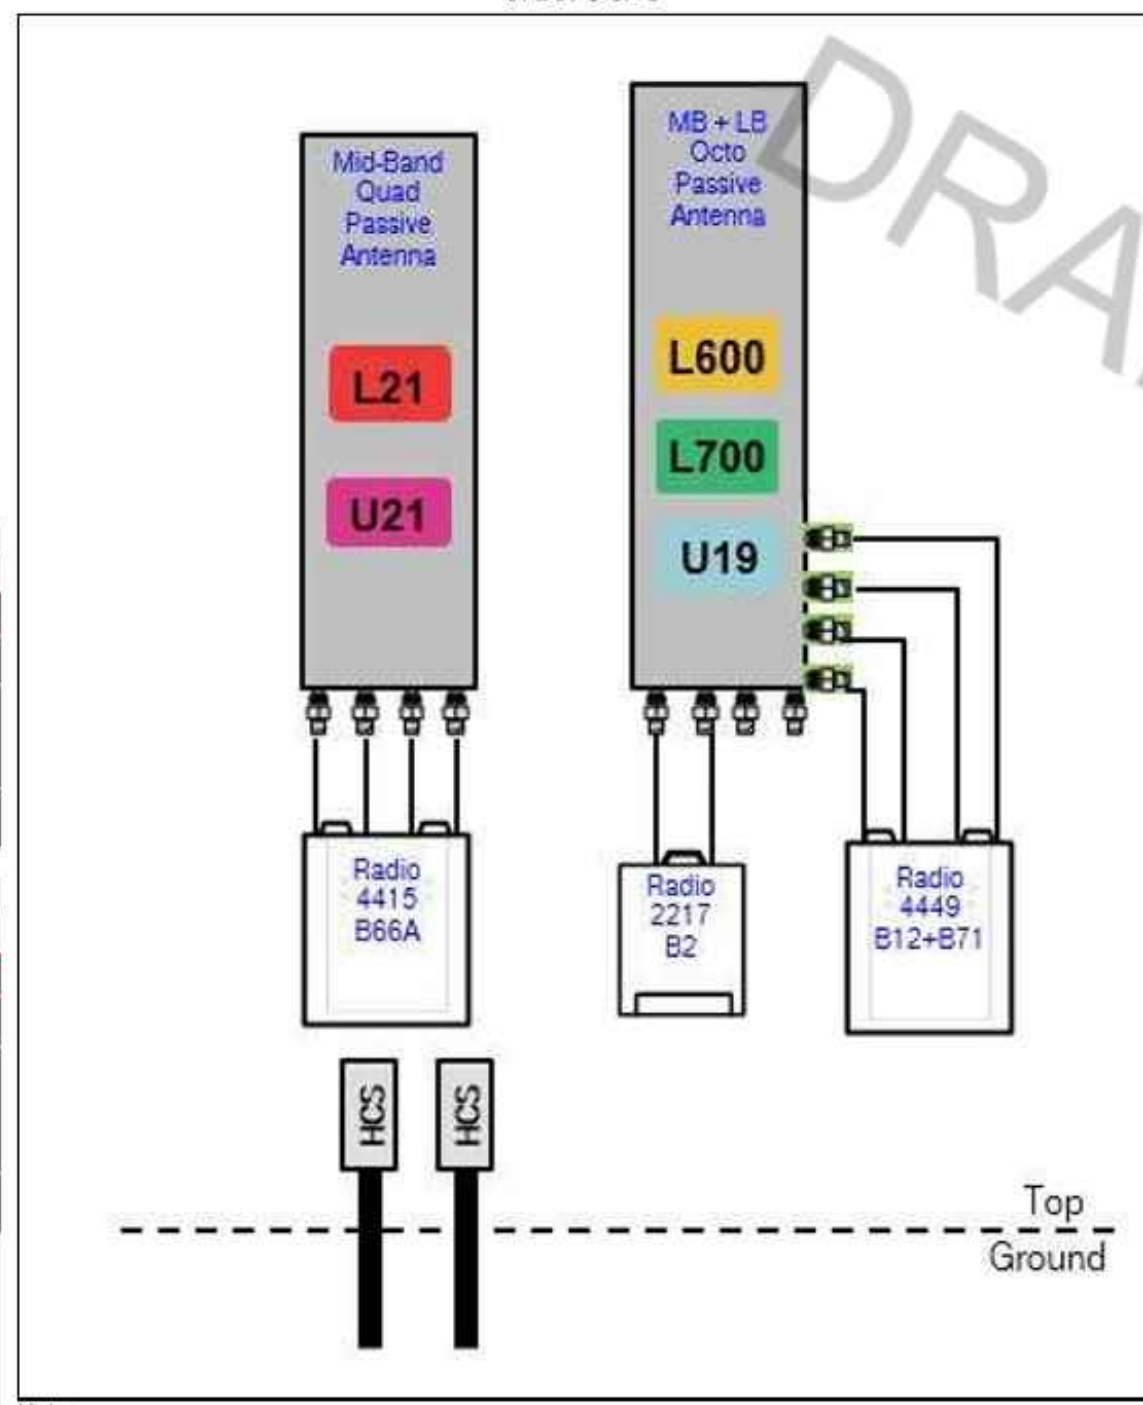 Mid-Band
Quad
Passive
Antenna
L21
U21
MB + LB
Octo
Passive
Antenna
L600
L700
U19
Radio
4415
B66A
Radio
2217
B2
Radio
4449
B12+B71
HCS
HCS
Top
Ground